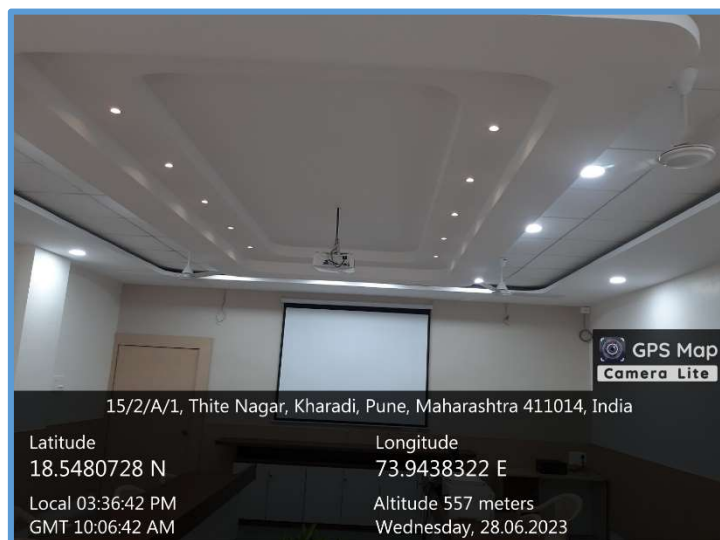 GPS Map
Camera Lite
15/2/A/1, Thite Nagar, Kharadi, Pune, Maharashtra 411014, India
Latitude
18.5480728 N
Longitude
73.9438322 E
Local 03:36:42 PM
GMT 10:06:42 AM
Altitude 557 meters
Wednesday, 28.06.2023